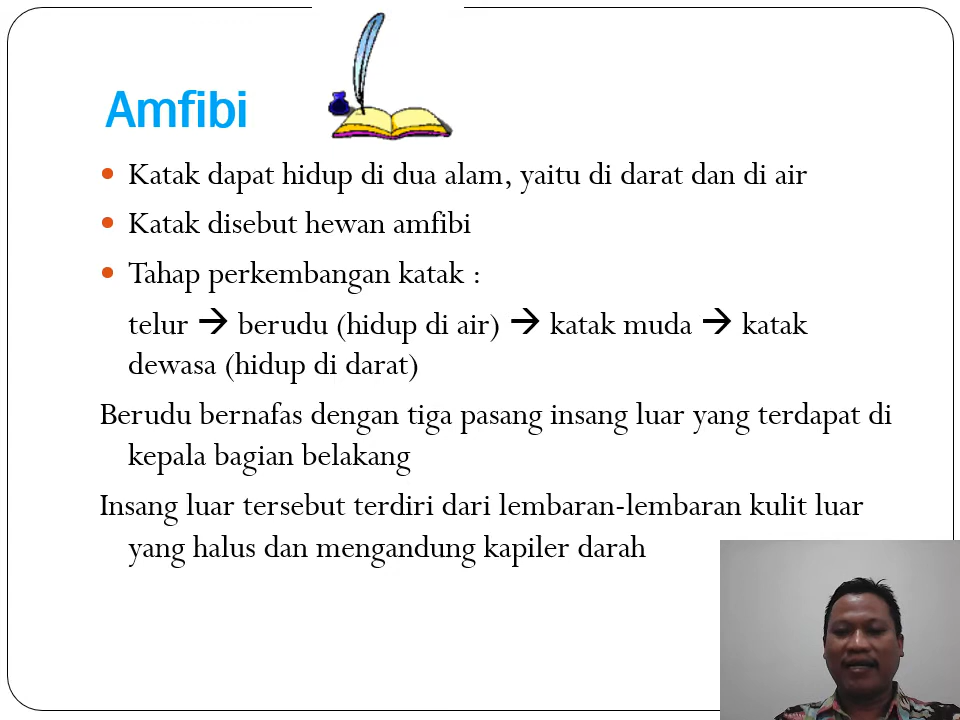 Amfibi
• Katak dapat hidup di dua alam, yaitu di darat dan di air
• Katak disebut hewan amfibi
• Tahap perkembangan katak :
telur → berudu (hidup di air) → katak muda → katak
dewasa (hidup di darat)
Berudu bernafas dengan tiga pasang insang luar yang terdapat di
kepala bagian belakang
Insang luar tersebut terdiri dari lembaran-lembaran kulit luar
yang halus dan mengandung kapiler darah